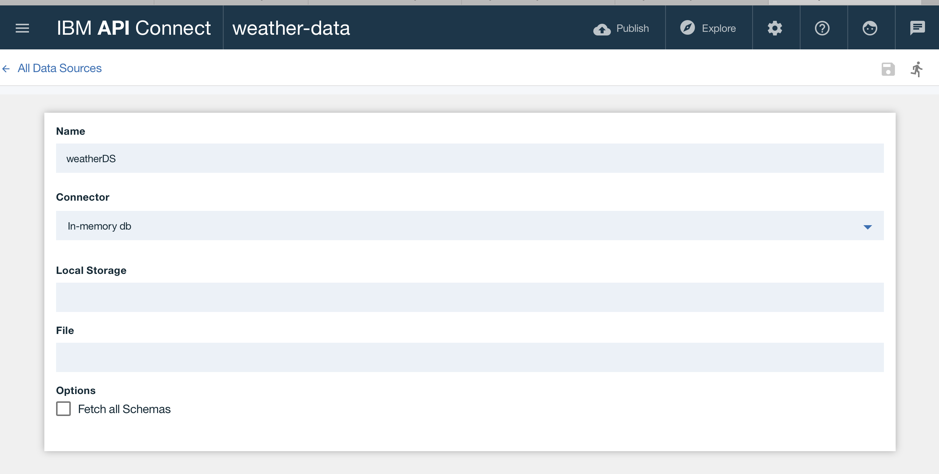 IBM API Connect weather-data Publish Explore
All Data Sources
Name
weatherDS
Connector
In-memory db
Local Storage
File
Options
Fetch all Schemas